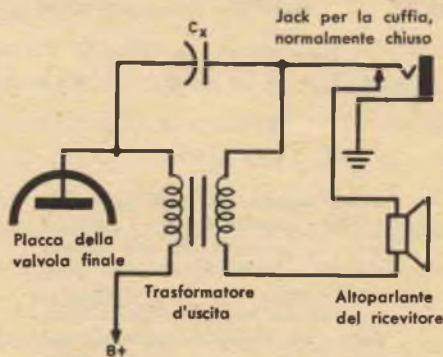 Jack per la cuffia,
normalmente chiuso
Cx
Placca della
valvola finale
Trasformatore
d'uscita
Altoparlante
del ricevitore
B+